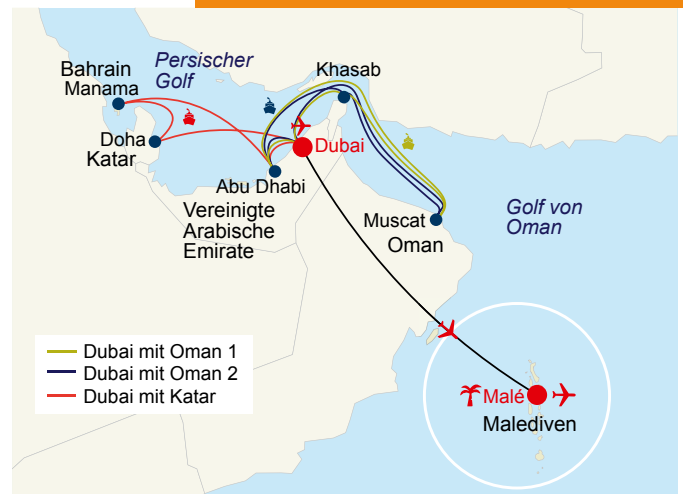 Persischer
Golf
Bahrain
Manama
Khasab
Doha
Katar
Dubai
Abu Dhabi
Vereinigte
Arabische
Emirate
Muscat
Oman
Golf von
Oman
Dubai mit Oman 1
Dubai mit Oman 2
Dubai mit Katar
Malé
Malediven